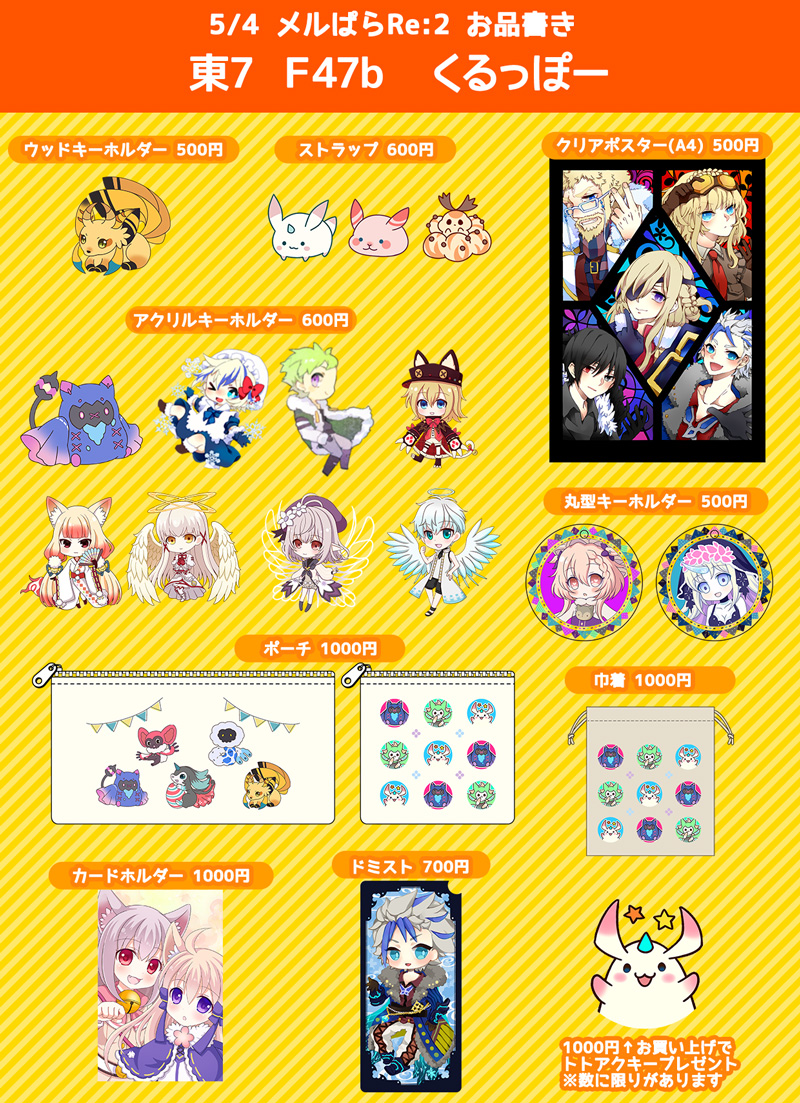 5/4 メルぱらRe:2 お品書き
東7 F47b くるっぽー
ウッドキーホルダー 500円
ストラップ 600円
クリアポスター(A4) 500円
アクリルキーホルダー 600円
丸型キーホルダー 500円
ポーチ 1000円
巾着 1000円
カードホルダー 1000円
ドミスト 700円
1000円↑お買い上げで
トトアクキープレゼント
※数に限りがあります